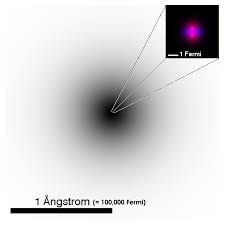 1 Fermi
1 Ångstrom (= 100,000 Fermi)